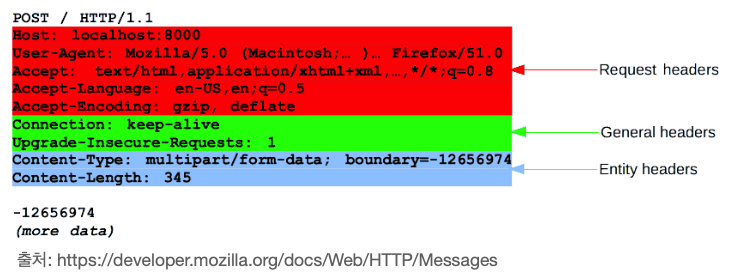 POST / HTTP/1.1
Host: localhost:8000
User-Agent: Mozilla/5.0 (Macintosh;… )… Firefox/51.0
Accept: text/html,application/xhtml+xml,…,*/*;q=0.8
Request headers
Accept-Language: en-US,en;q=0.5
Accept-Encoding: gzip, deflate
Connection: keep-alive
General headers
Upgrade-Insecure-Requests: 1
Content-Type: multipart/form-data; boundary=-12656974
Entity headers
Content-Length: 345
-12656974
(more data)
출처: https://developer.mozilla.org/docs/Web/HTTP/Messages